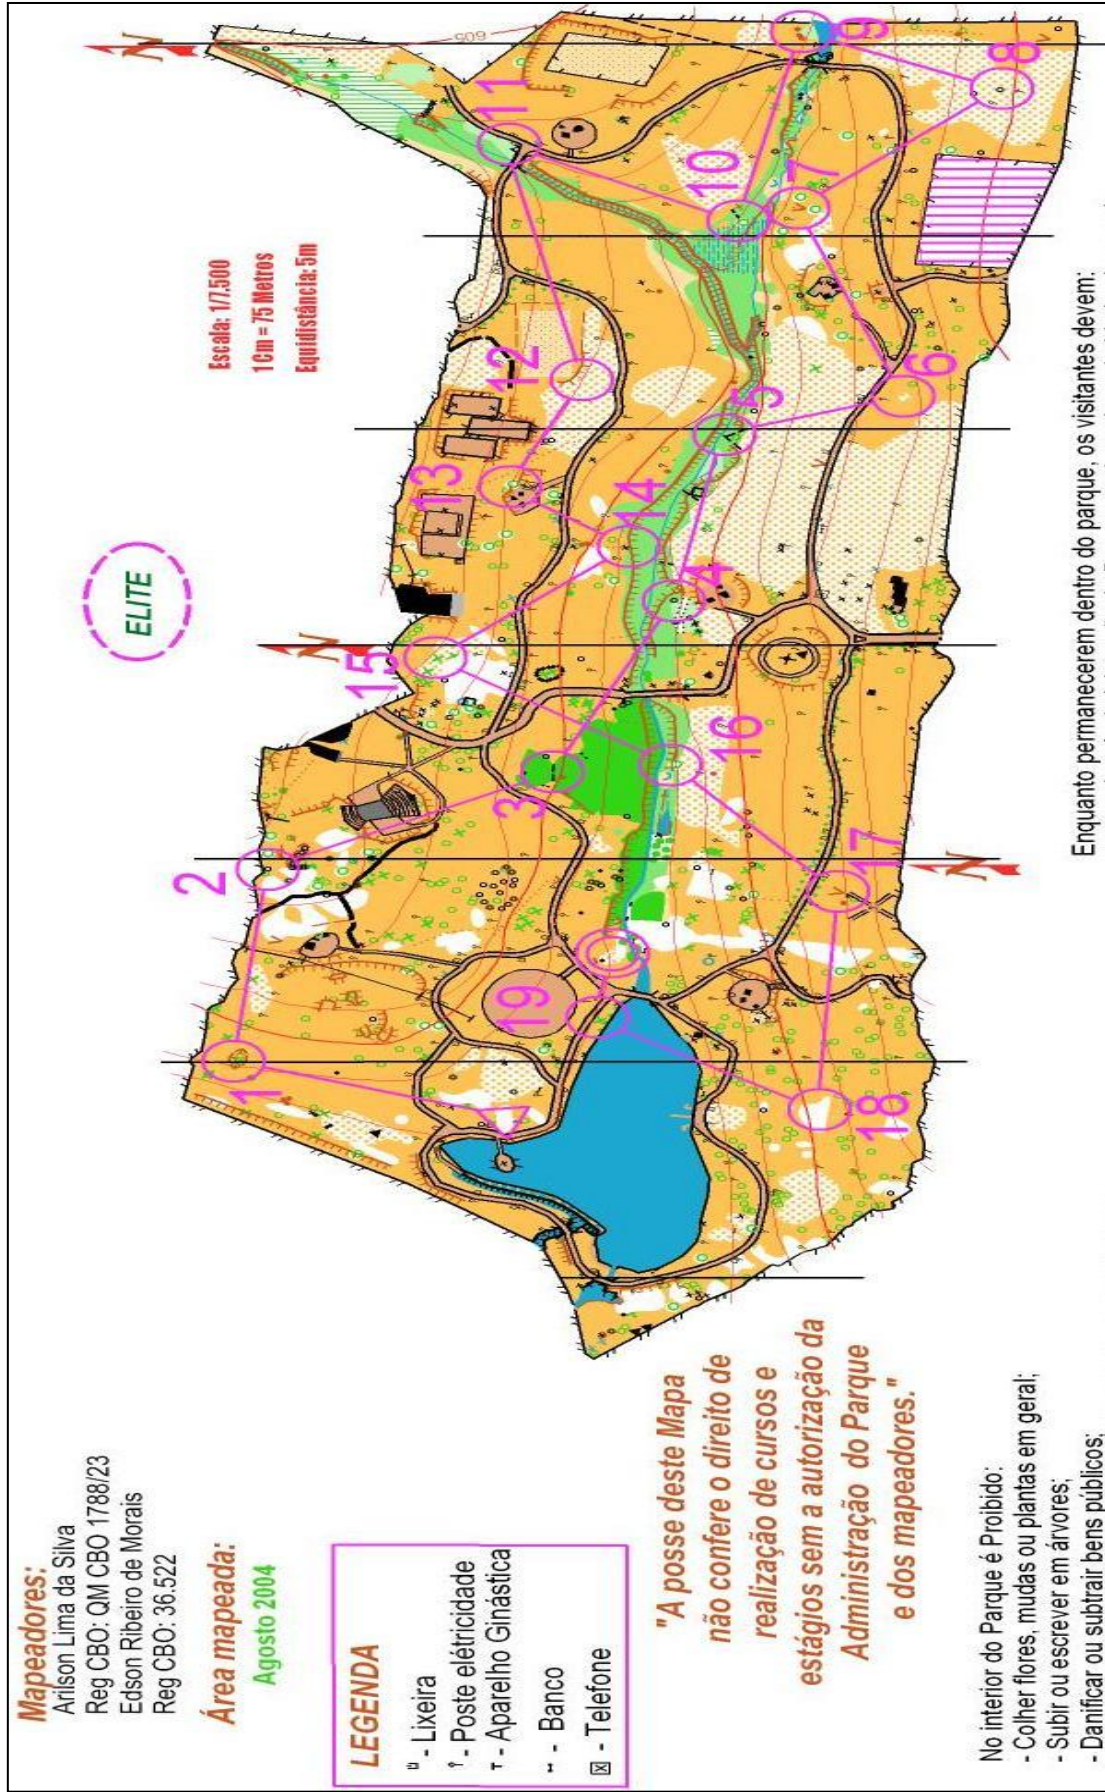 Mapeadores:
Arilson Lima da Silva
Reg CBO: QM CBO 1788/23
Edson Ribeiro de Morais
Reg CBO: 36.522
Área mapeada:
Agosto 2004
LEGENDA
- Lixeira
- Poste elétricidade
- Aparelho Ginástica
- Banco
- Telefone
"A posse deste Mapa
não confere o direito de
realização de cursos e
estágios sem a autorização da
Administração do Parque
e dos mapeadores."
No interior do Parque é Proibido:
- Colher flores, mudas ou plantas em geral;
- Subir ou escrever em árvores;
- Danificar ou subtrair bens públicos;
ELITE
Escala: 1/7.500
1 Cm = 75 Metros
Equidistância: 5m
N
N
N
605
1
2
3
4
5
6
7
8
9
10
11
12
13
14
15
16
17
18
19
Enquanto permanecerem dentro do parque, os visitantes devem: